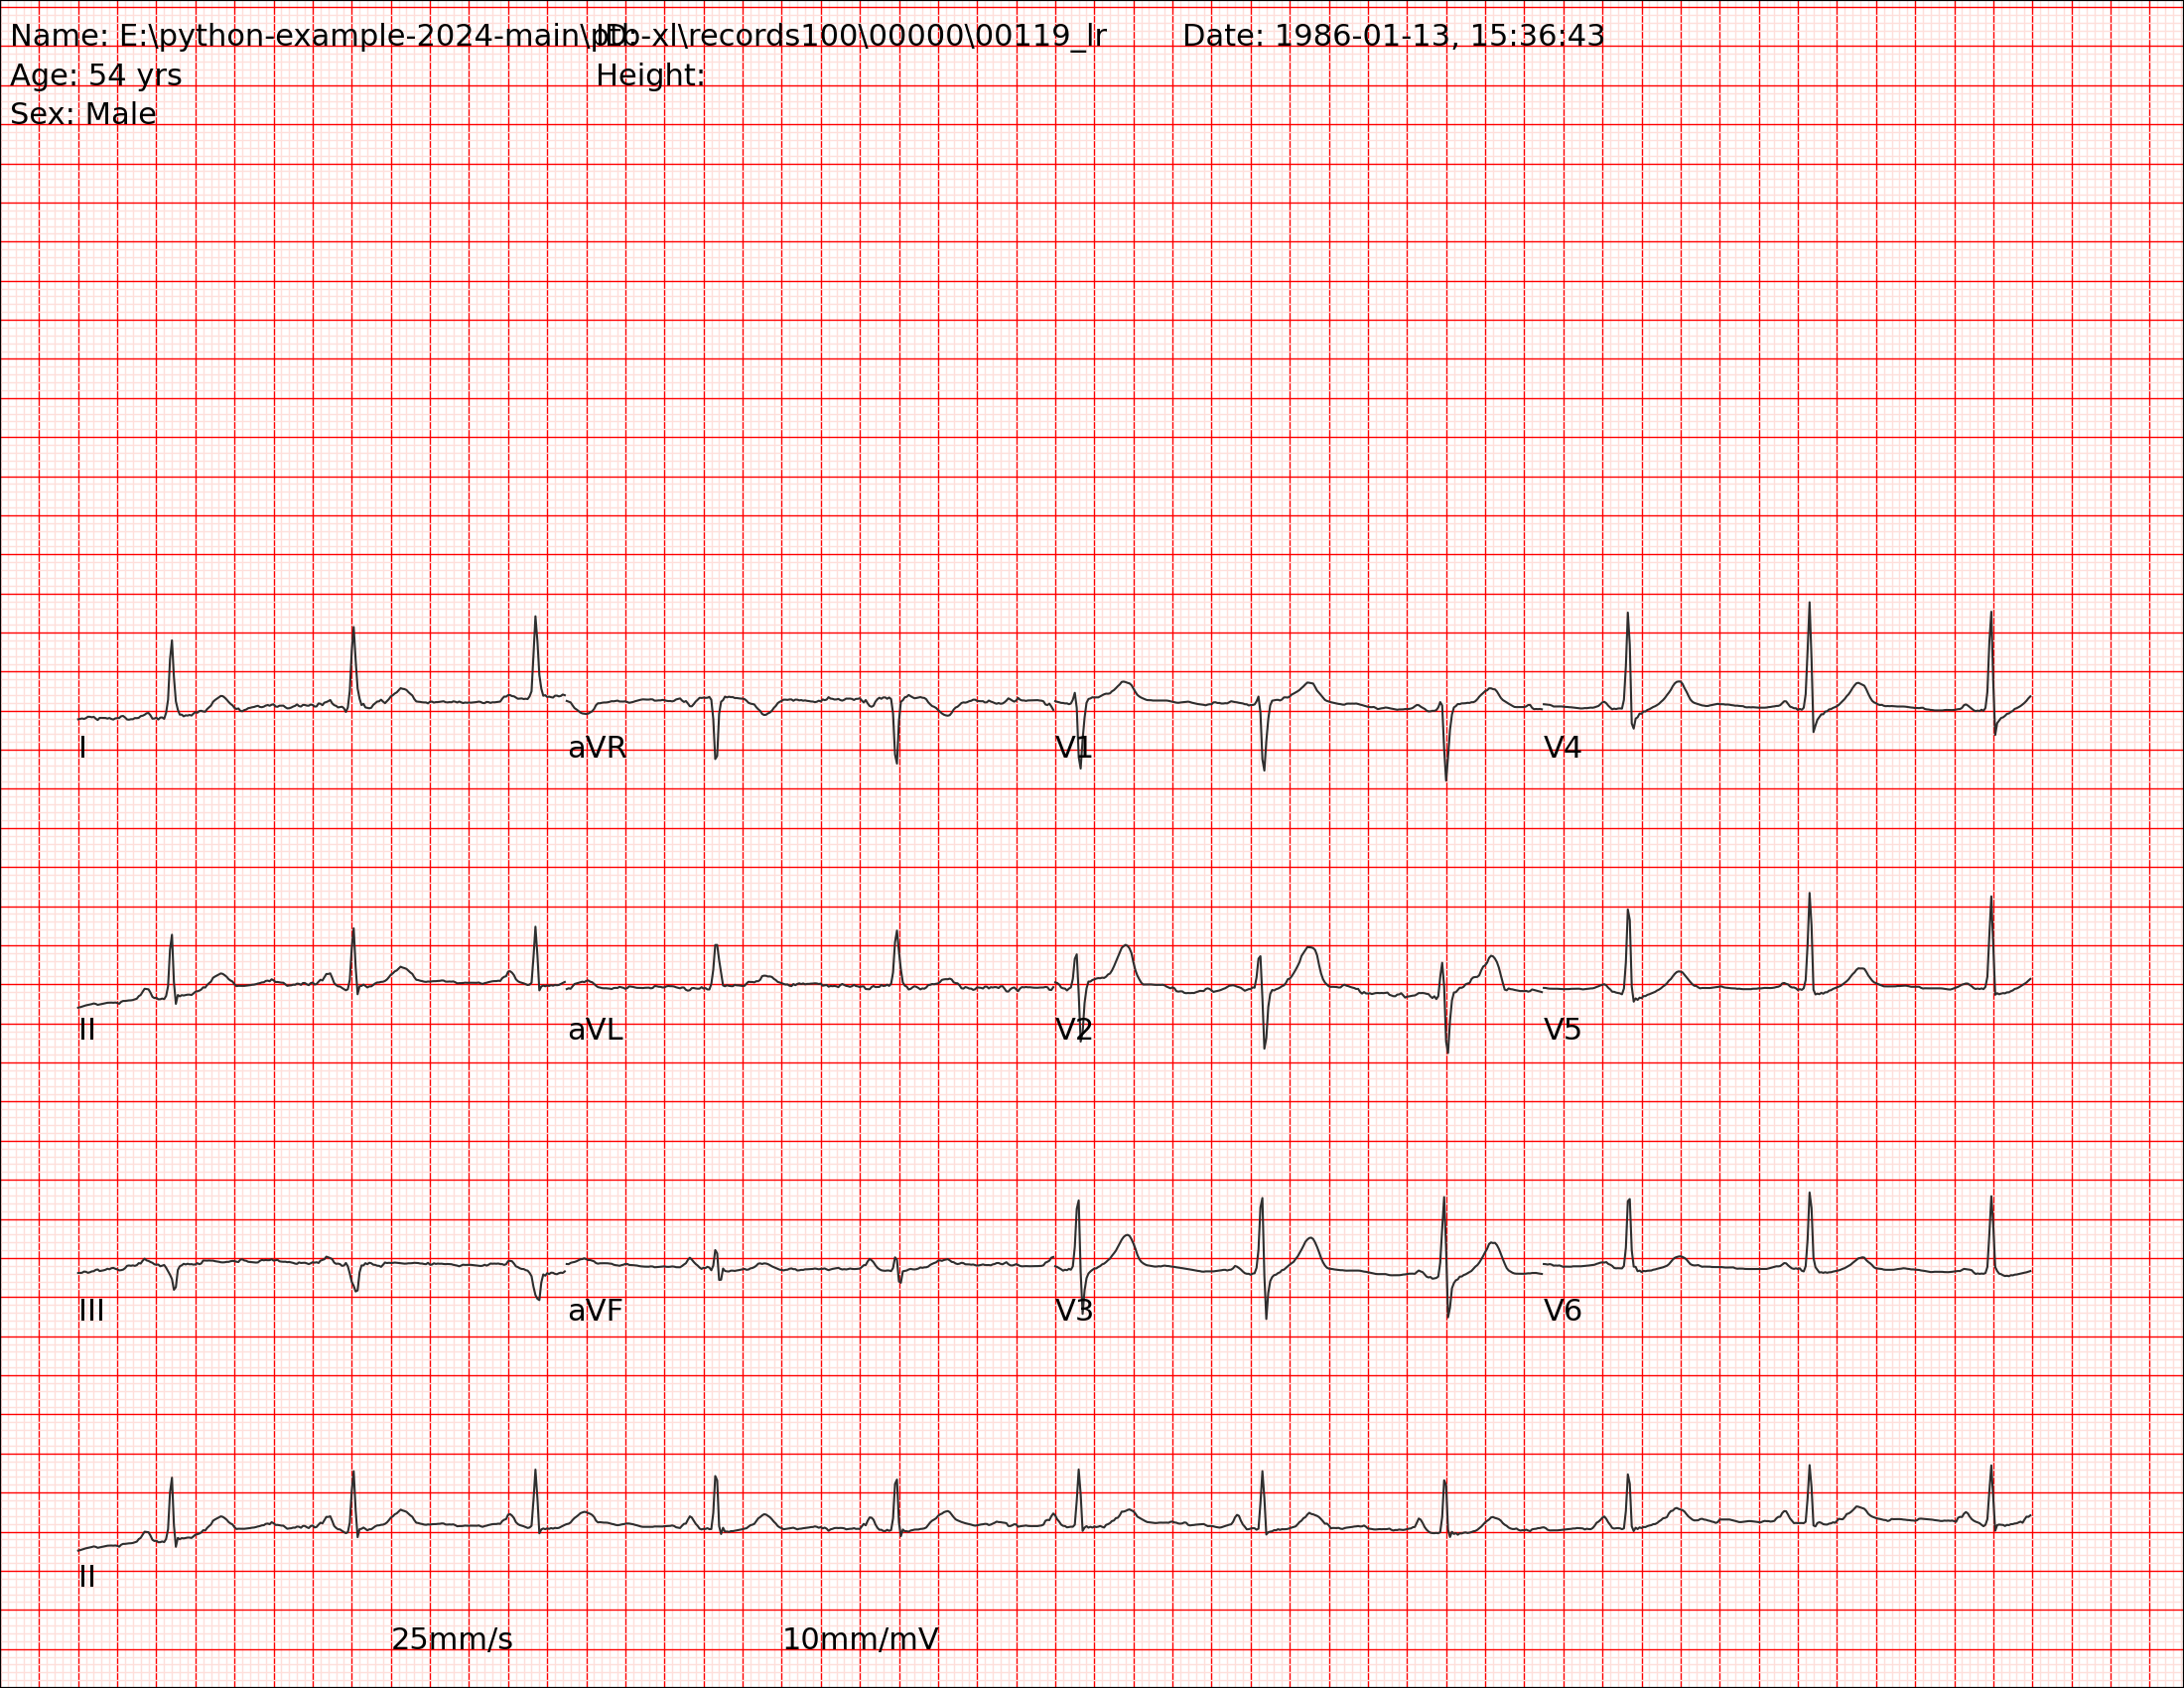 Name: E:\python-example-2024-main\ptb-xl\records100\00000\00119_lr ID: Date: 1986-01-13, 15:36:43
Age: 54 yrs Height:
Sex: Male
I aVR V1 V4
II aVL V2 V5
III aVF V3 V6
II
25mm/s 10mm/mV